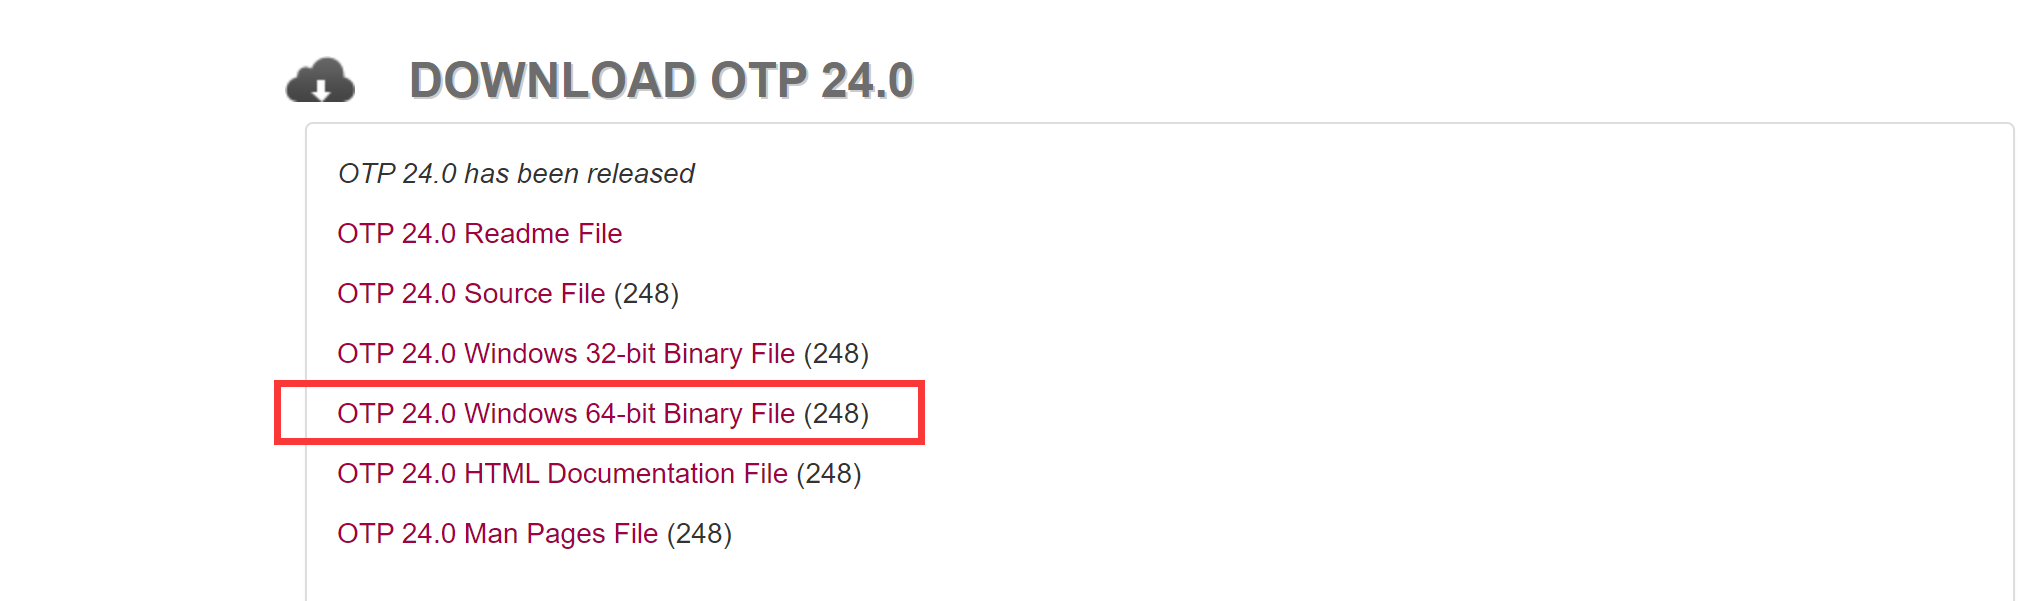 DOWNLOAD OTP 24.0
OTP 24.0 has been released
OTP 24.0 Readme File
OTP 24.0 Source File (248)
OTP 24.0 Windows 32-bit Binary File (248)
OTP 24.0 Windows 64-bit Binary File (248)
OTP 24.0 HTML Documentation File (248)
OTP 24.0 Man Pages File (248)